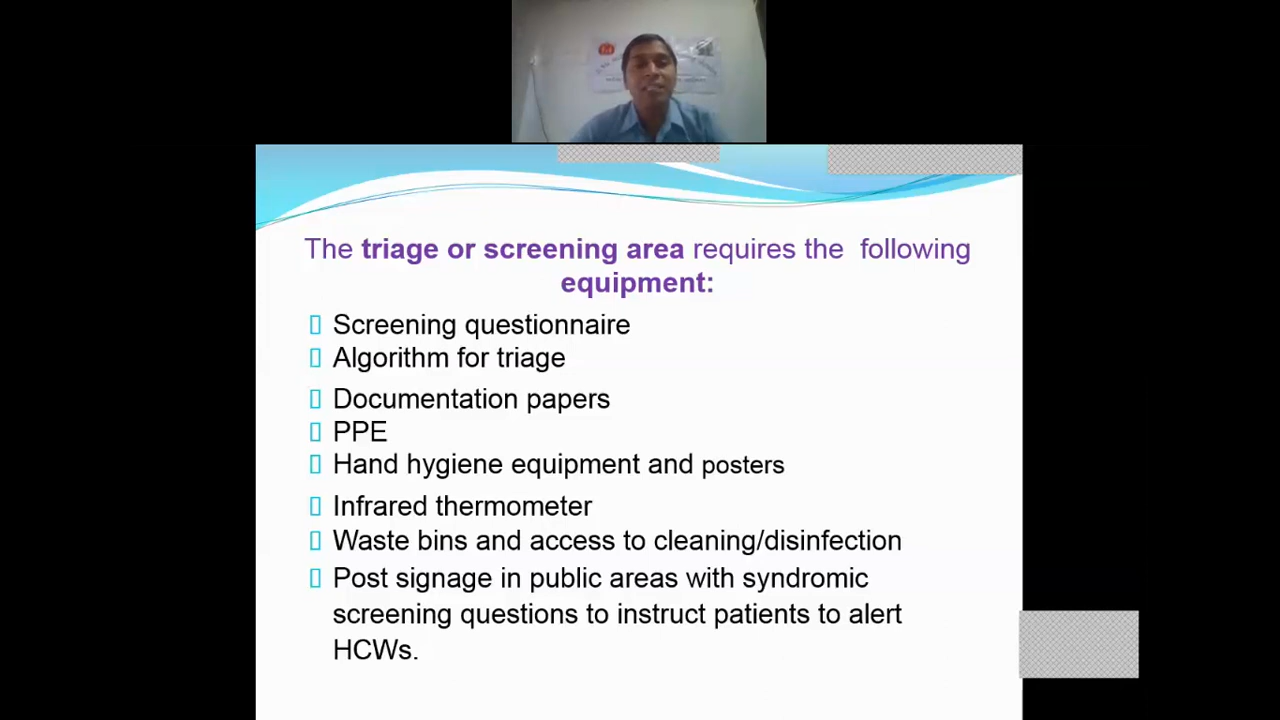 The triage or screening area requires the following
equipment:
Screening questionnaire
Algorithm for triage
Documentation papers
PPE
Hand hygiene equipment and posters
Infrared thermometer
Waste bins and access to cleaning/disinfection
Post signage in public areas with syndromic
screening questions to instruct patients to alert
HCWs.